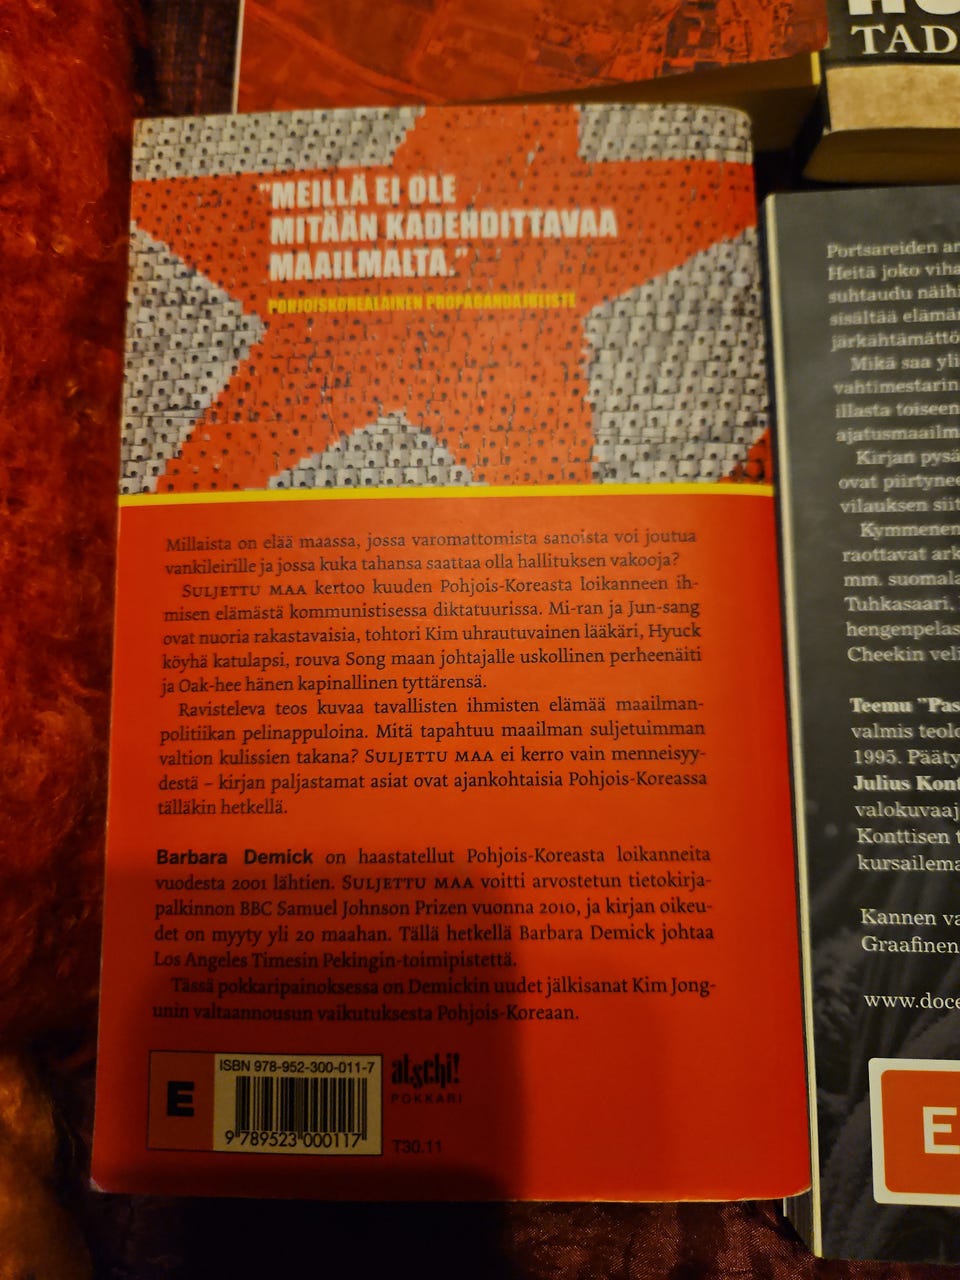 TAD
"MEILLÄ EI OLE
MITÄÄN KADEHDITTAVAA
MAAILMALTA."
POHJOISKOREALAINEN PROPAGANDAJULISTE
Millaista on elää maassa, jossa varomattomista sanoista voi joutua
vankileirille ja jossa kuka tahansa saattaa olla hallituksen vakooja?
SULJETTU MAA kertoo kuuden Pohjois-Koreasta loikanneen ih-
misen elämästä kommunistisessa diktatuurissa. Mi-ran ja Jun-sang
ovat nuoria rakastavaisia, tohtori Kim uhrautuvainen lääkäri, Hyuck
köyhä katulapsi, rouva Song maan johtajalle uskollinen perheenäiti
ja Oak-hee hänen kapinallinen tyttärensä.
Ravisteleva teos kuvaa tavallisten ihmisten elämää maailman-
politiikan pelinappuloina. Mitä tapahtuu maailman suljetuimman
valtion kulissien takana? SULJETTU MAA ei kerro vain menneisyy-
destä – kirjan paljastamat asiat ovat ajankohtaisia Pohjois-Koreassa
tälläkin hetkellä.
Barbara Demick on haastatellut Pohjois-Koreasta loikanneita
vuodesta 2001 lähtien. SULJETTU MAA voitti arvostetun tietokirja-
palkinnon BBC Samuel Johnson Prizen vuonna 2010, ja kirjan oikeu-
det on myyty yli 20 maahan. Tällä hetkellä Barbara Demick johtaa
Los Angeles Timesin Pekingin-toimipistettä.
Tässä pokkaripainoksessa on Demickin uudet jälkisanat Kim Jong-
unin valtaannousun vaikutuksesta Pohjois-Koreaan.
E
ISBN 978-952-300-011-7
9 789523 000117
atschi!
POKKARI
T30.11
Portsareiden ar
Heitä joko viha
suhtaudu näihi
sisältää elämän
järkähtämättö
Mikä saa yli
vahtimestarin
illasta toiseen
ajatusmaailm
Kirjan pysä
ovat piirtynee
vilauksen siit
Kymmenen
raottavat ark
mm. suomala
Tuhkasaari,
hengenpelas
Cheekin veli
Teemu "Pas
valmis teolo
1995. Pääty
Julius Kont
valokuvaaj
Konttisen t
kursailema
Kannen va
Graafinen
www.doce
E